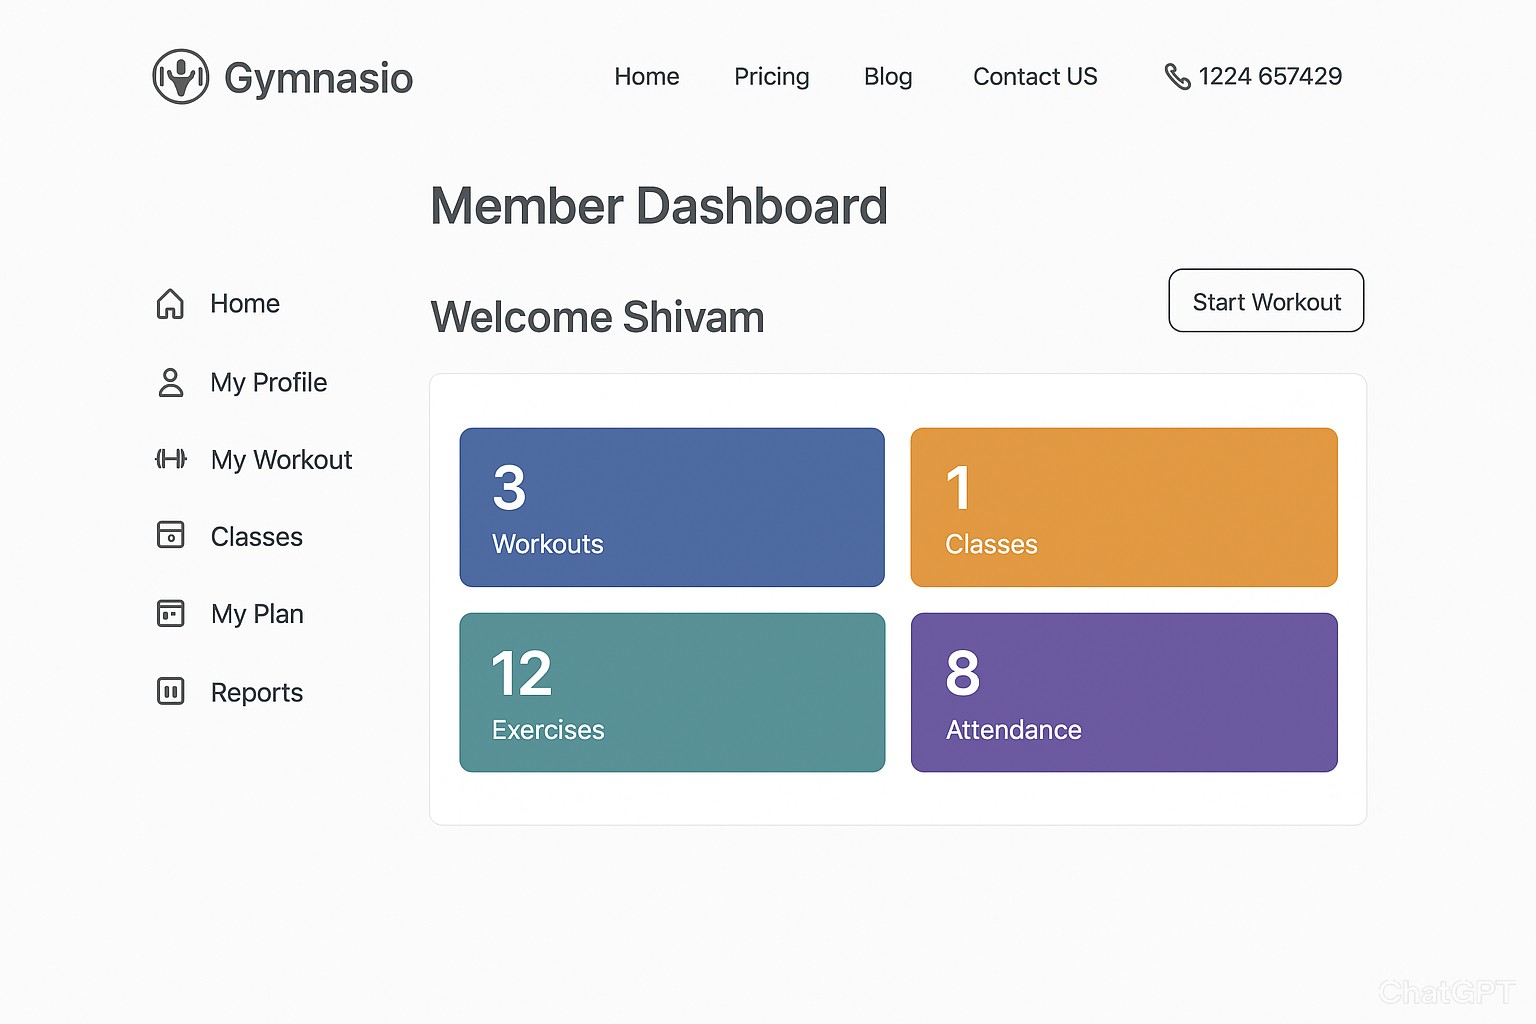 Gymnasio
Home
Pricing
Blog
Contact US
1224 657429
Member Dashboard
Home
My Profile
My Workout
Classes
My Plan
Reports
Welcome Shivam
Start Workout
3
Workouts
1
Classes
12
Exercises
8
Attendance
ChatGPT